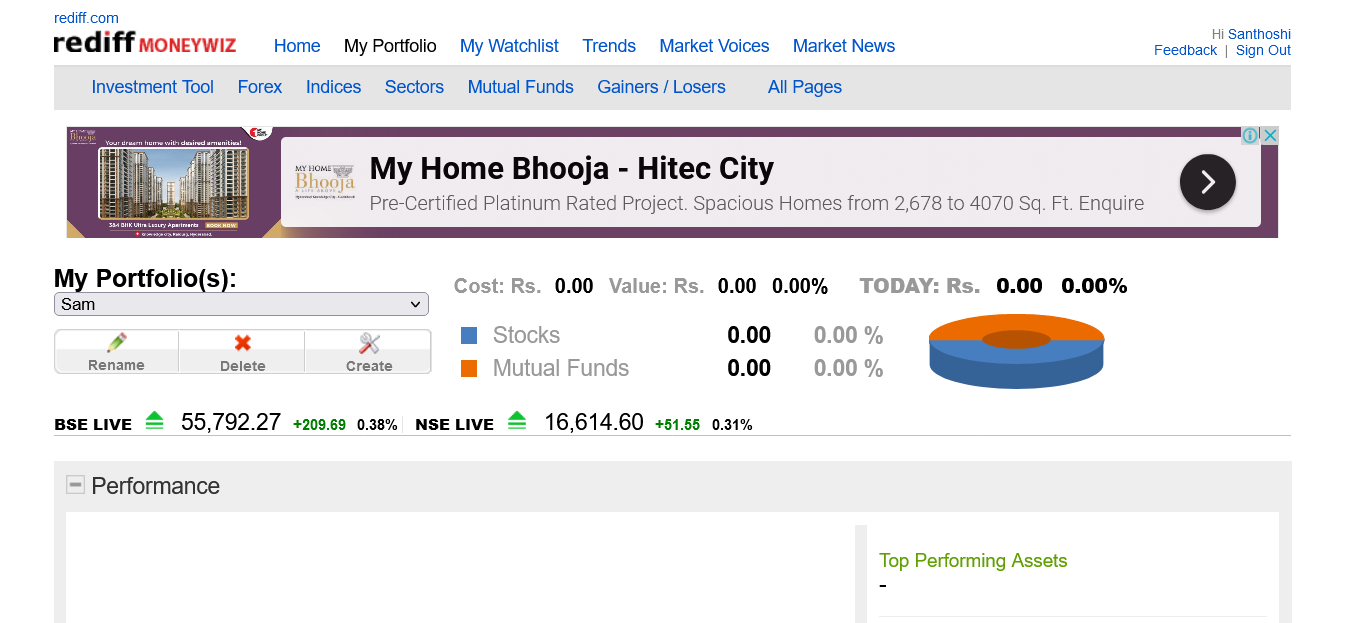 rediff.com
rediff MONEYWIZ
Home My Portfolio My Watchlist Trends Market Voices Market News
Hi Santhoshi
Feedback | Sign Out
Investment Tool Forex Indices Sectors Mutual Funds Gainers / Losers All Pages
Bhooja
Your dream home with desired amenities!
3&4 BHK Ultra Luxury Apartments BOOK NOW
MY HOME
Bhooja
My Home Bhooja - Hitec City
Pre-Certified Platinum Rated Project. Spacious Homes from 2,678 to 4070 Sq. Ft. Enquire
My Portfolio(s):
Sam
Rename Delete Create
Cost: Rs. 0.00 Value: Rs. 0.00 0.00% TODAY: Rs. 0.00 0.00%
Stocks 0.00 0.00 %
Mutual Funds 0.00 0.00 %
BSE LIVE 55,792.27 +209.69 0.38% NSE LIVE 16,614.60 +51.55 0.31%
Performance
Top Performing Assets
-